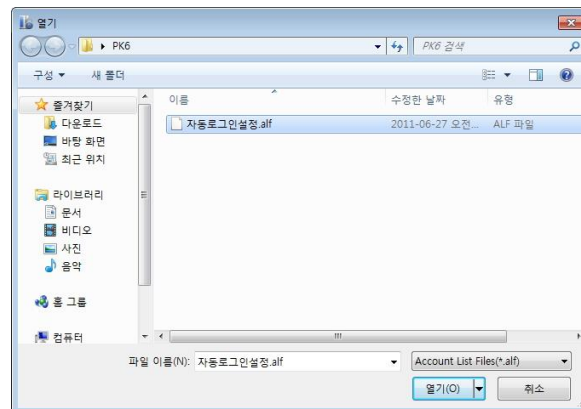 열기
PK6
PK6 검색
구성
새 폴더
즐겨찾기
다운로드
바탕 화면
최근 위치
라이브러리
문서
비디오
사진
음악
홈 그룹
컴퓨터
이름
수정한 날짜
유형
자동로그인설정.alf
2011-06-27 오전...
ALF 파일
파일 이름(N): 자동로그인설정.alf
Account List Files(*.alf)
열기(O)
취소